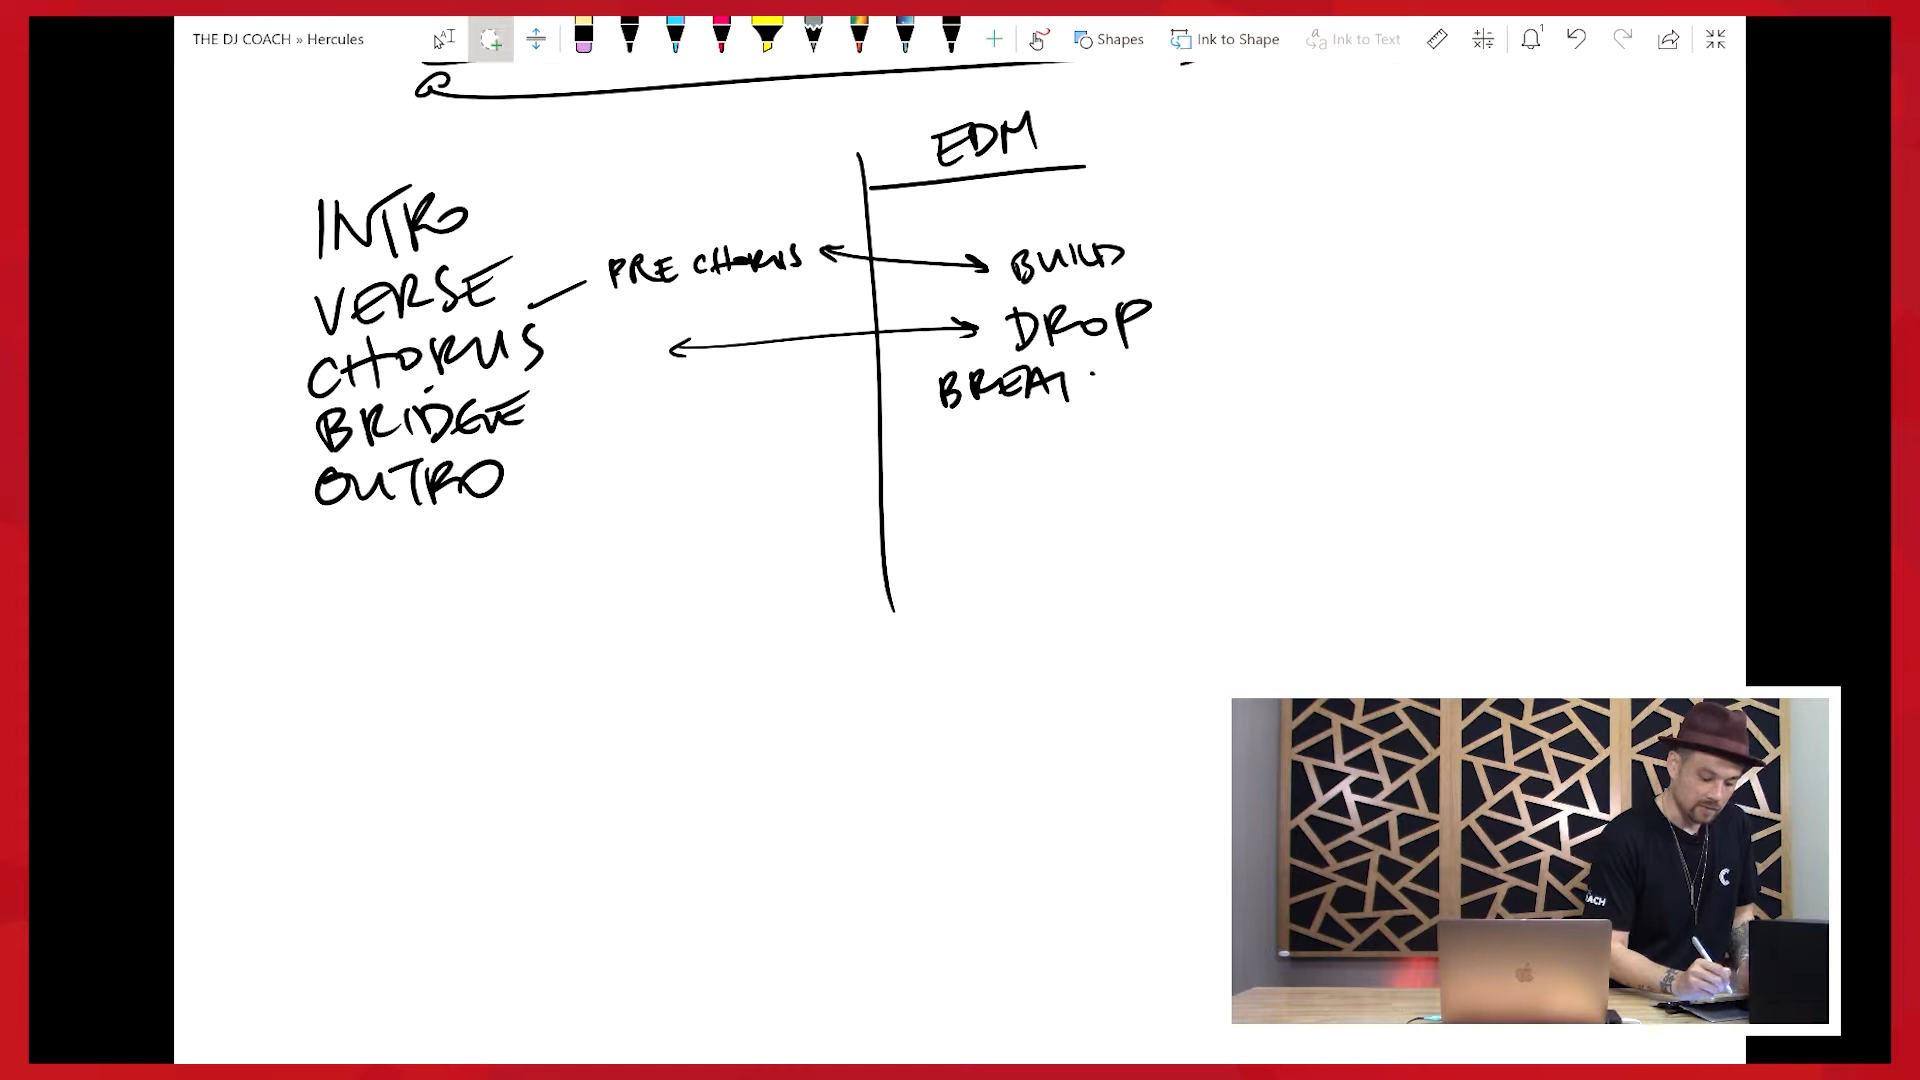 THE DJ COACH » Hercules
Shapes
Ink to Shape
Ink to Text
EDM
INTRO
VERSE
PRE CHORUS
BUILD
CHORUS
DROP
BRIDGE
BREA
OUTRO
C
ACH